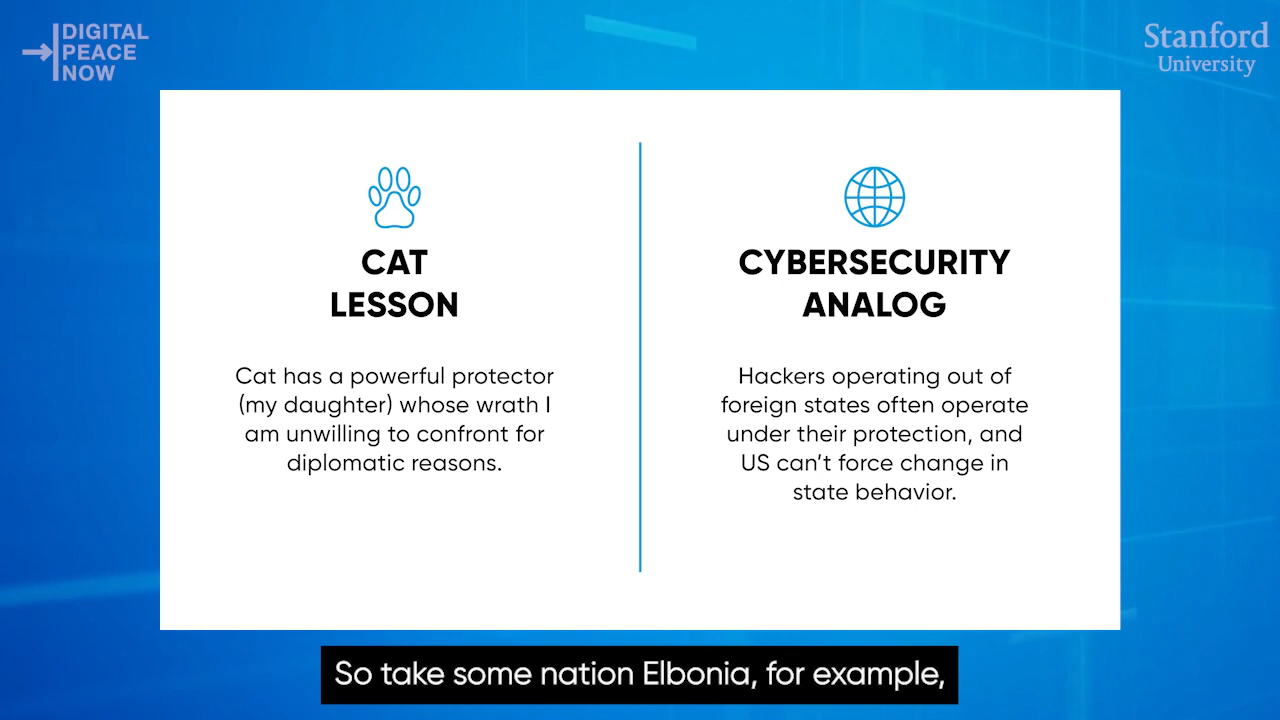 DIGITAL
PEACE
NOW
Stanford
University
CAT
LESSON
Cat has a powerful protector
(my daughter) whose wrath I
am unwilling to confront for
diplomatic reasons.
CYBERSECURITY
ANALOG
Hackers operating out of
foreign states often operate
under their protection, and
US can’t force change in
state behavior.
So take some nation Elbonia, for example,